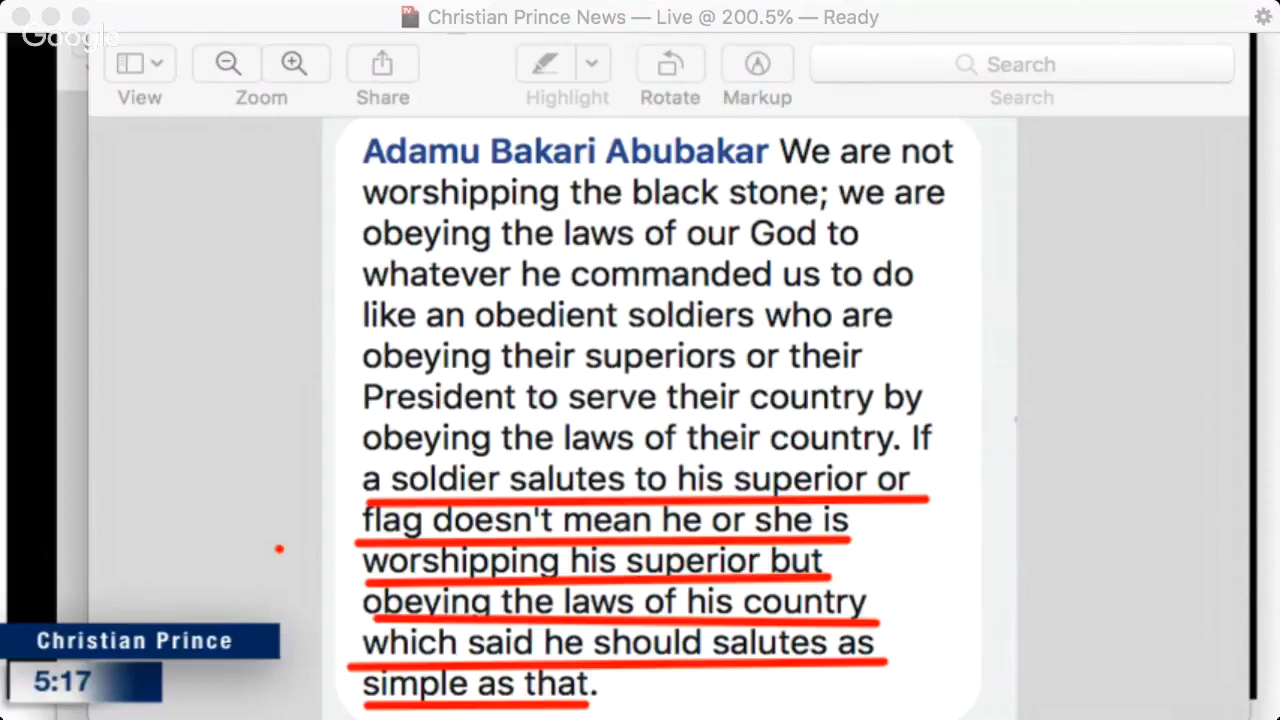 Christian Prince News — Live @ 200.5% — Ready
Google
View
Zoom
Share
Highlight
Rotate
Markup
Search
Search
Adamu Bakari Abubakar We are not
worshipping the black stone; we are
obeying the laws of our God to
whatever he commanded us to do
like an obedient soldiers who are
obeying their superiors or their
President to serve their country by
obeying the laws of their country. If
a soldier salutes to his superior or
flag doesn't mean he or she is
worshipping his superior but
obeying the laws of his country
which said he should salutes as
simple as that.
Christian Prince
5:17